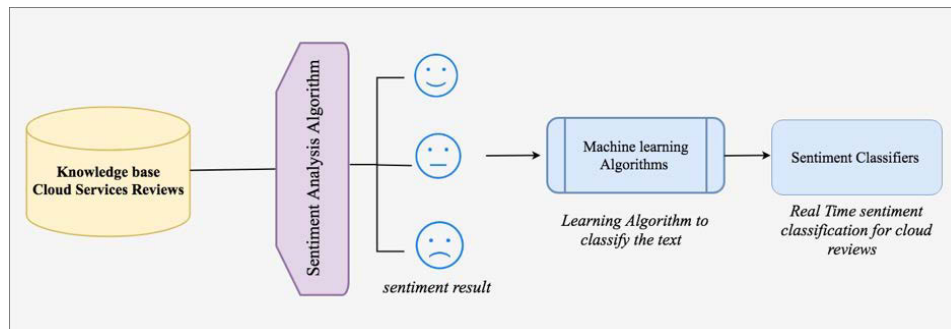 Knowledge base
Cloud Services Reviews
Sentiment Analysis Algorithm
sentiment result
Machine learning
Algorithms
Learning Algorithm to
classify the text
Sentiment Classifiers
Real Time sentiment
classification for cloud
reviews